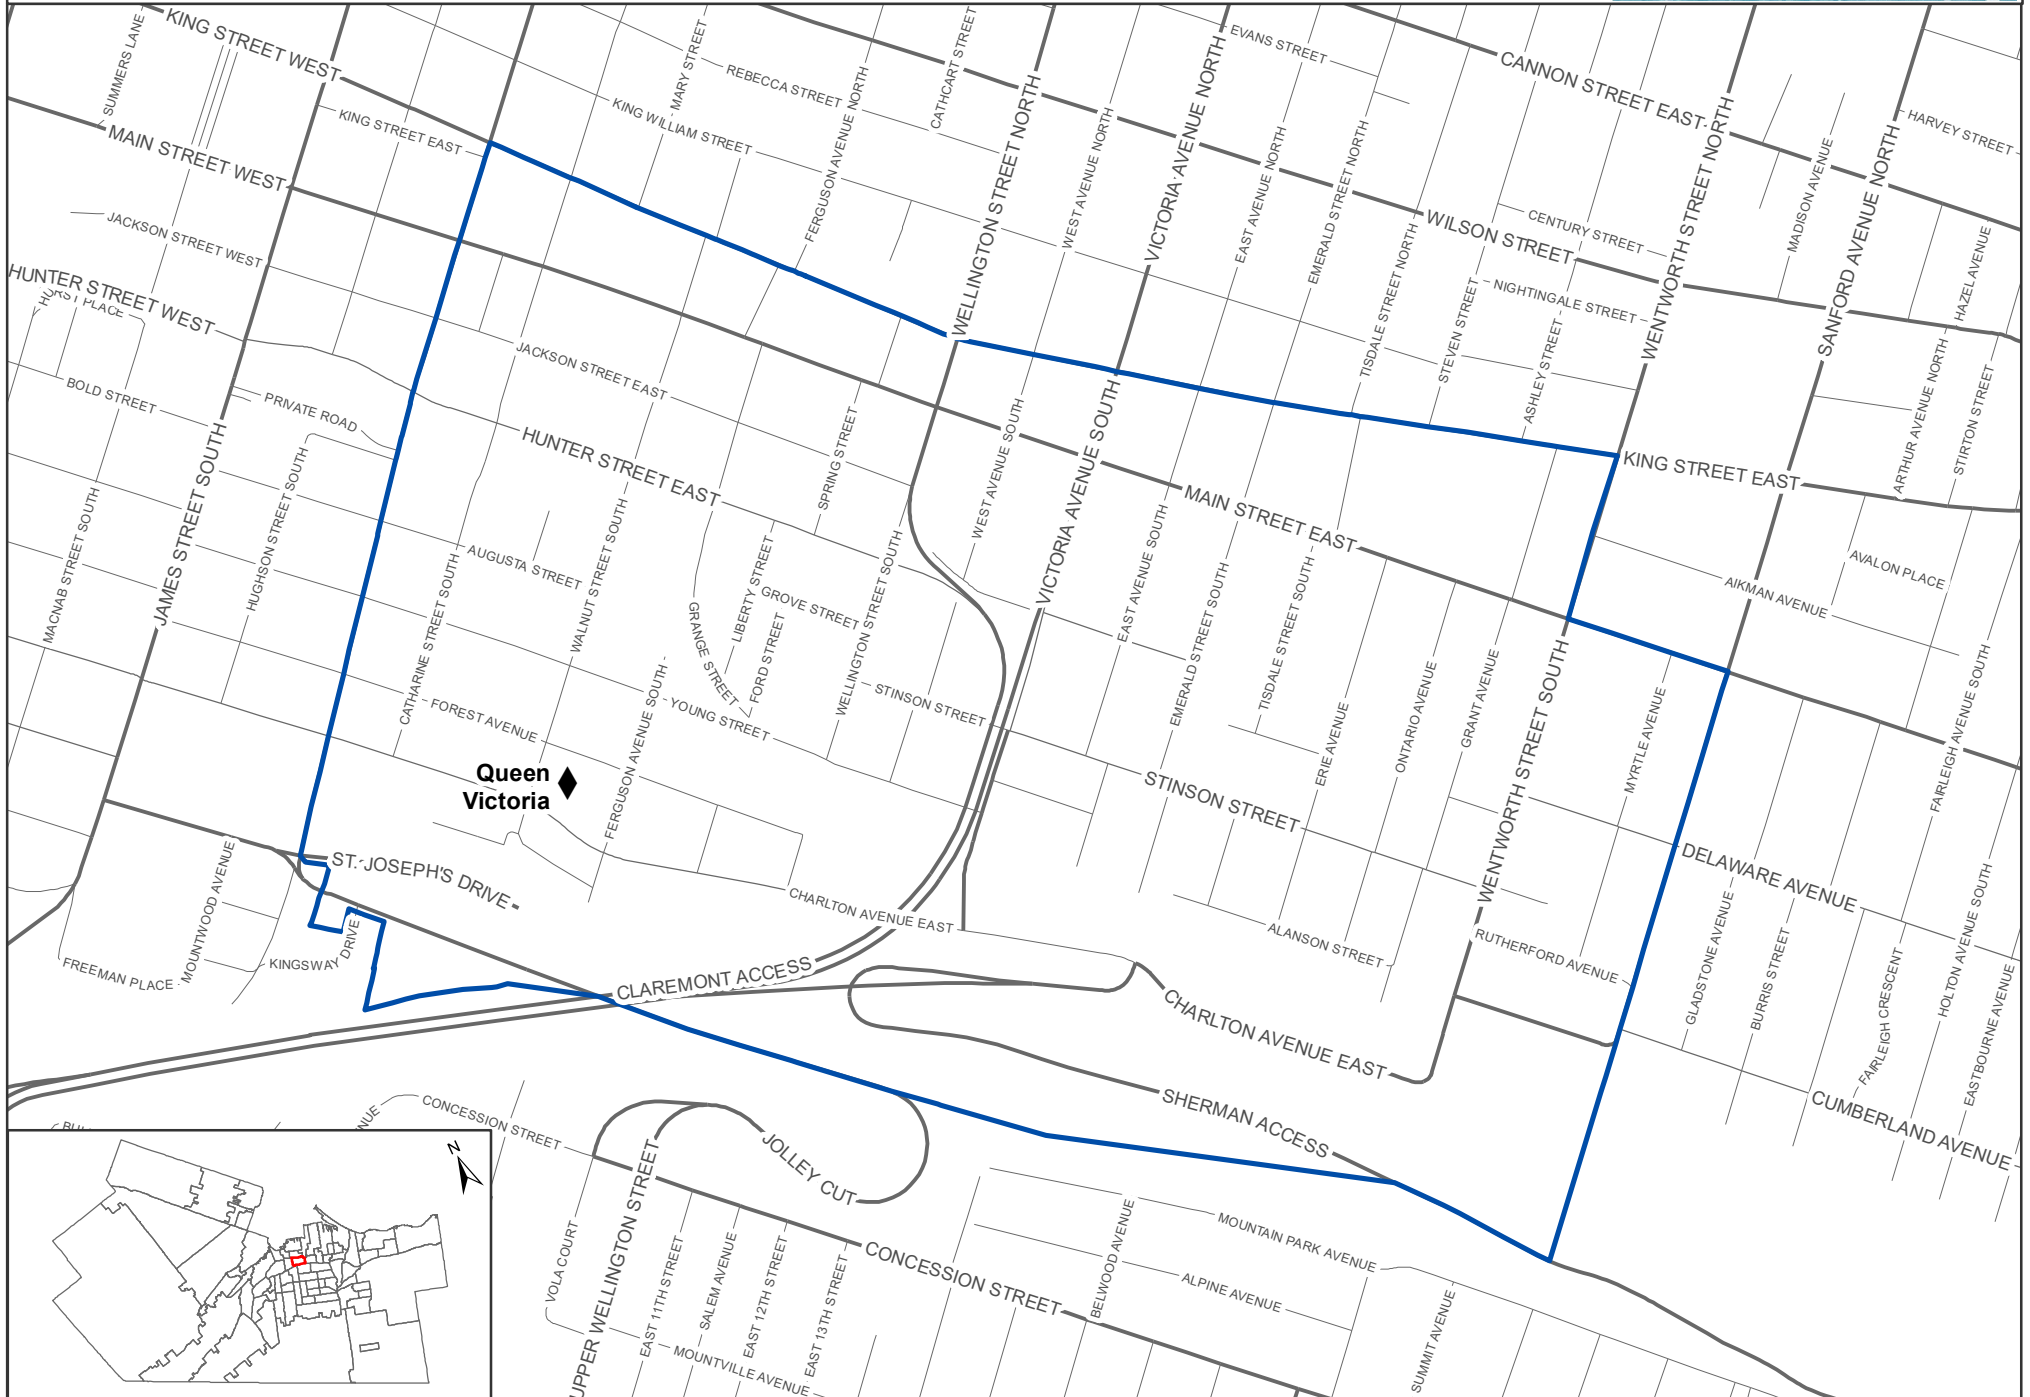 KING STREET WEST
SUMMERS LANE
MAIN STREET WEST
KING STREET EAST
MARY STREET
REBECCA STREET
KING WILLIAM STREET
FERGUSON AVENUE NORTH
CATHCART STREET
WELLINGTON STREET NORTH
WEST AVENUE NORTH
VICTORIA AVENUE NORTH
EVANS STREET
EAST AVENUE NORTH
EMERALD STREET NORTH
CANNON STREET EAST
WILSON STREET
CENTURY STREET
NIGHTINGALE STREET
TISDALE STREET NORTH
STEVEN STREET
ASHLEY STREET
WENTWORTH STREET NORTH
MADISON AVENUE
SANFORD AVENUE NORTH
HARVEY STREET
HAZEL AVENUE
ARTHUR AVENUE NORTH
STIRTON STREET
JACKSON STREET WEST
HUNTER STREET WEST
HURST PLACE
BOLD STREET
PRIVATE ROAD
JAMES STREET SOUTH
HUGHSON STREET SOUTH
MACNAB STREET SOUTH
JACKSON STREET EAST
HUNTER STREET EAST
SPRING STREET
WEST AVENUE SOUTH
VICTORIA AVENUE SOUTH
MAIN STREET EAST
KING STREET EAST
AIKMAN AVENUE
AVALON PLACE
AUGUSTA STREET
CATHARINE STREET SOUTH
WALNUT STREET SOUTH
GRANGE STREET
LIBERTY STREET
GROVE STREET
FORD STREET
WELLINGTON STREET SOUTH
STINSON STREET
EAST AVENUE SOUTH
EMERALD STREET SOUTH
TISDALE STREET SOUTH
ERIE AVENUE
ONTARIO AVENUE
GRANT AVENUE
WENTWORTH STREET SOUTH
MYRTLE AVENUE
FAIRLEIGH AVENUE SOUTH
FOREST AVENUE
YOUNG STREET
FERGUSON AVENUE SOUTH
Queen
Victoria
STINSON STREET
DELAWARE AVENUE
ST. JOSEPH'S DRIVE
MOUNTWOOD AVENUE
FREEMAN PLACE
KINGSWAY DRIVE
CHARLTON AVENUE EAST
CLAREMONT ACCESS
ALANSON STREET
RUTHERFORD AVENUE
GLADSTONE AVENUE
BURRIS STREET
FAIRLEIGH CRESCENT
HOLTON AVENUE SOUTH
EASTBOURNE AVENUE
CHARLTON AVENUE EAST
SHERMAN ACCESS
CUMBERLAND AVENUE
CONCESSION STREET
JOLLEY CUT
UPPER WELLINGTON STREET
VOLA COURT
EAST 11TH STREET
SALEM AVENUE
EAST 12TH STREET
EAST 13TH STREET
MOUNTVILLE AVENUE
CONCESSION STREET
BELWOOD AVENUE
MOUNTAIN PARK AVENUE
ALPINE AVENUE
SUMMIT AVENUE
N